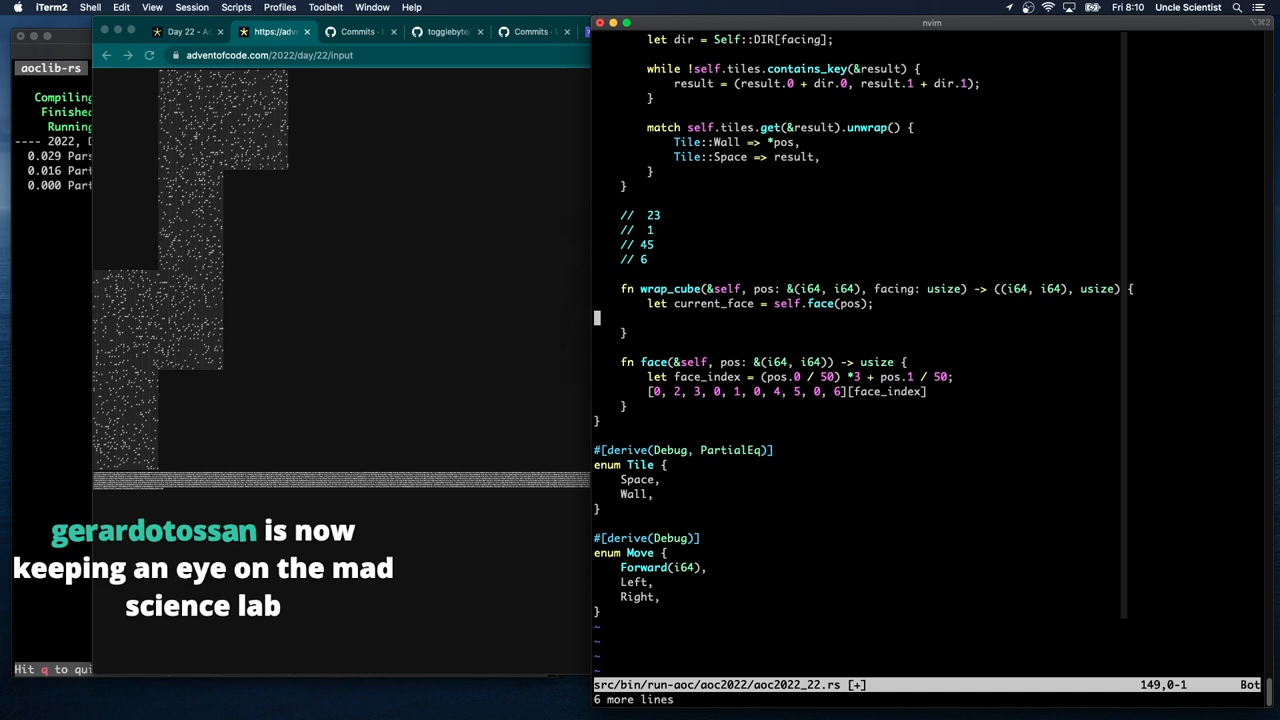 iTerm2 Shell Edit View Session Scripts Profiles Toolbelt Window Help Fri 8:10 Uncle Scientist
aoclib-rs
Compiling
Finished
Running
---- 2022, D
0.029 Pars
0.016 Part
0.000 Part
Hit q to qui
Day 22 - Ad
https://adv
Commits -
togglebyte/
Commits -
adventofcode.com/2022/day/22/input
gerardotossan is now
keeping an eye on the mad
science lab
nvim
⌥⌘2
let dir = Self::DIR[facing];
while !self.tiles.contains_key(&result) {
result = (result.0 + dir.0, result.1 + dir.1);
}
match self.tiles.get(&result).unwrap() {
Tile::Wall => *pos,
Tile::Space => result,
}
}
//  23
//  1
// 45
// 6
fn wrap_cube(&self, pos: &(i64, i64), facing: usize) -> ((i64, i64), usize) {
let current_face = self.face(pos);
}
fn face(&self, pos: &(i64, i64)) -> usize {
let face_index = (pos.0 / 50) *3 + pos.1 / 50;
[0, 2, 3, 0, 1, 0, 4, 5, 0, 6][face_index]
}
}
#[derive(Debug, PartialEq)]
enum Tile {
Space,
Wall,
}
#[derive(Debug)]
enum Move {
Forward(i64),
Left,
Right,
}
~
~
~
~
src/bin/run-aoc/aoc2022/aoc2022_22.rs [+] 149,0-1 Bot
6 more lines